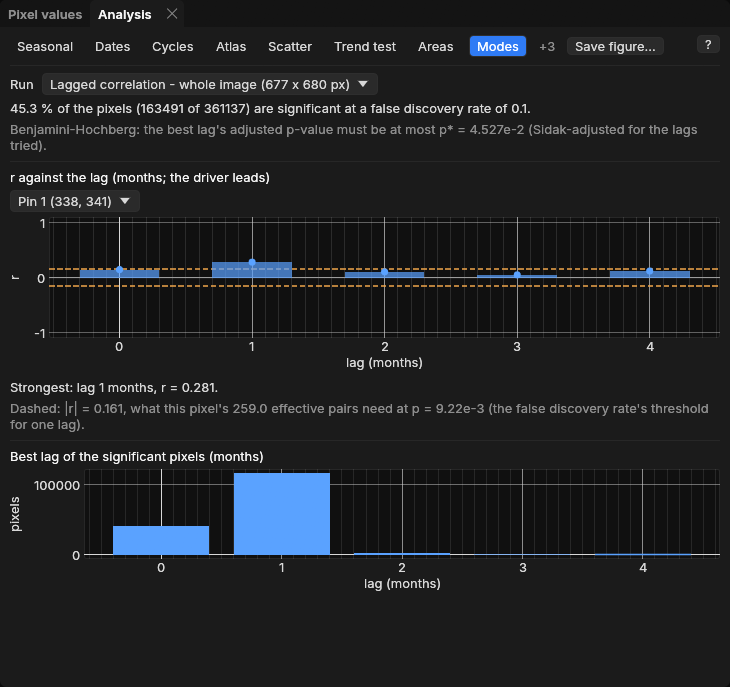 Pixel values Analysis
Seasonal Dates Cycles Atlas Scatter Trend test Areas Modes +3 Save figure... ?
Run Lagged correlation - whole image (677 x 680 px)
45.3 % of the pixels (163491 of 361137) are significant at a false discovery rate of 0.1.
Benjamini-Hochberg: the best lag's adjusted p-value must be at most p* = 4.527e-2 (Sidak-adjusted for the lags
tried).
r against the lag (months; the driver leads)
Pin 1 (338, 341)
1
0
-1
r
0 1 2 3 4
lag (months)
Strongest: lag 1 months, r = 0.281.
Dashed: |r| = 0.161, what this pixel's 259.0 effective pairs need at p = 9.22e-3 (the false discovery rate's threshold
for one lag).
Best lag of the significant pixels (months)
100000
0
pixels
0 1 2 3 4
lag (months)